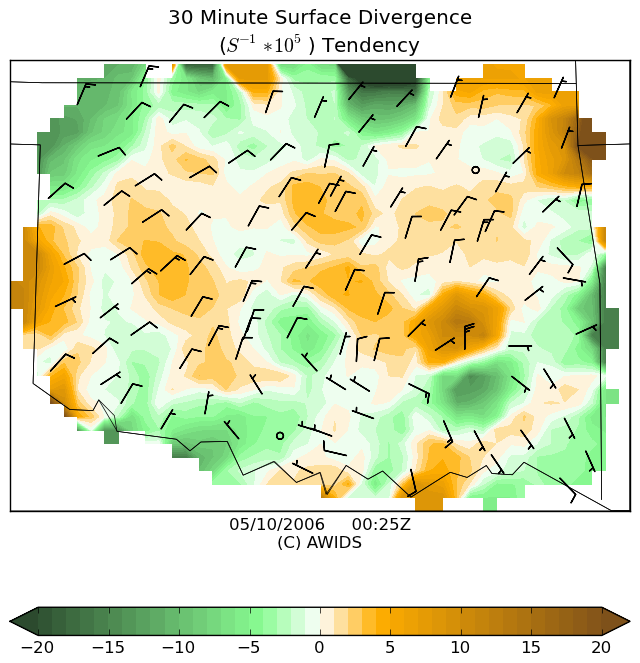 30 Minute Surface Divergence
(S⁻¹ * 10⁵ ) Tendency
05/10/2006 00:25Z
(C) AWIDS
−20 −15 −10 −5 0 5 10 15 20